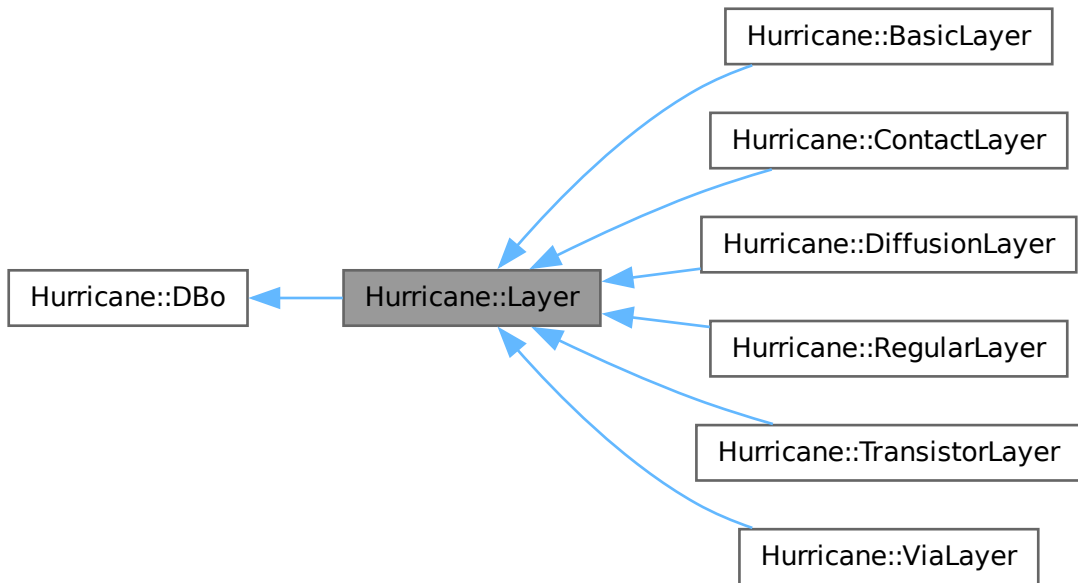 Hurricane::BasicLayer
Hurricane::ContactLayer
Hurricane::DiffusionLayer
Hurricane::DBo
Hurricane::Layer
Hurricane::RegularLayer
Hurricane::TransistorLayer
Hurricane::ViaLayer